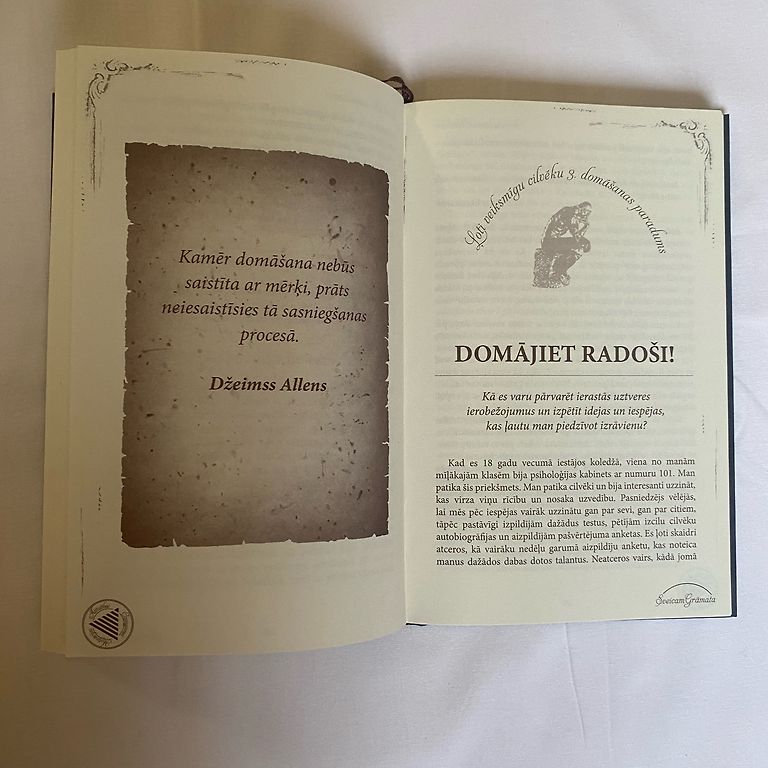 Kamēr domāšana nebūs
saistīta ar mērķi, prāts
neiesaistīsies tā sasniegšanas
procesā.
Džeimss Allens
Ļoti veiksmīgu cilvēku 3. domāšanas paradums
DOMĀJIET RADOŠI!
Kā es varu pārvarēt ierastās uztveres
ierobežojumus un izpētīt idejas un iespējas,
kas ļautu man piedzīvot izrāvienu?
Kad es 18 gadu vecumā iestājos koledžā, viena no manām
mīļākajām klasēm bija psiholoģijas kabinets ar numuru 101. Man
patika šis priekšmets. Man patika cilvēki un bija interesanti uzzināt,
kas virza viņu rīcību un nosaka uzvedību. Pasniedzējs vēlējās,
lai mēs pēc iespējas vairāk uzzinātu gan par sevi, gan par citiem,
tāpēc pastāvīgi izpildījām dažādus testus, pētījām izcilu cilvēku
autobiogrāfijas un aizpildījām pašvērtējuma anketas. Es ļoti skaidri
atceros, kā vairāku nedēļu garumā aizpildīju anketu, kas noteica
manus dažādos dabas dotos talantus. Neatceros vairs, kādā jomā
SveicamGrāmata